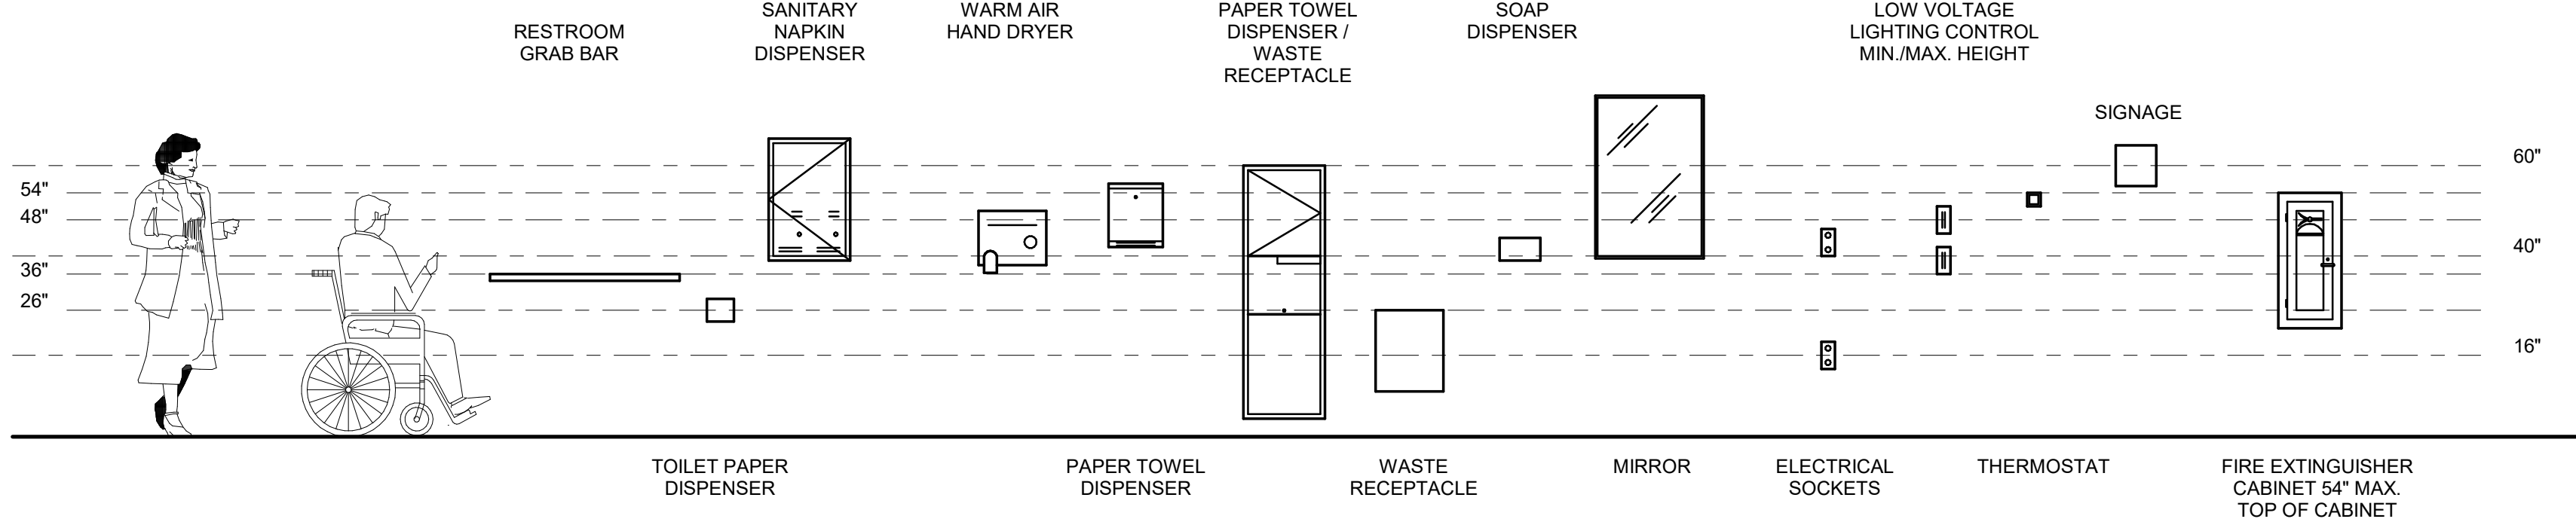 RESTROOM
GRAB BAR
SANITARY
NAPKIN
DISPENSER
WARM AIR
HAND DRYER
PAPER TOWEL
DISPENSER /
WASTE
RECEPTACLE
SOAP
DISPENSER
LOW VOLTAGE
LIGHTING CONTROL
MIN./MAX. HEIGHT
SIGNAGE
54"
48"
36"
26"
60"
40"
16"
TOILET PAPER
DISPENSER
PAPER TOWEL
DISPENSER
WASTE
RECEPTACLE
MIRROR
ELECTRICAL
SOCKETS
THERMOSTAT
FIRE EXTINGUISHER
CABINET 54" MAX.
TOP OF CABINET